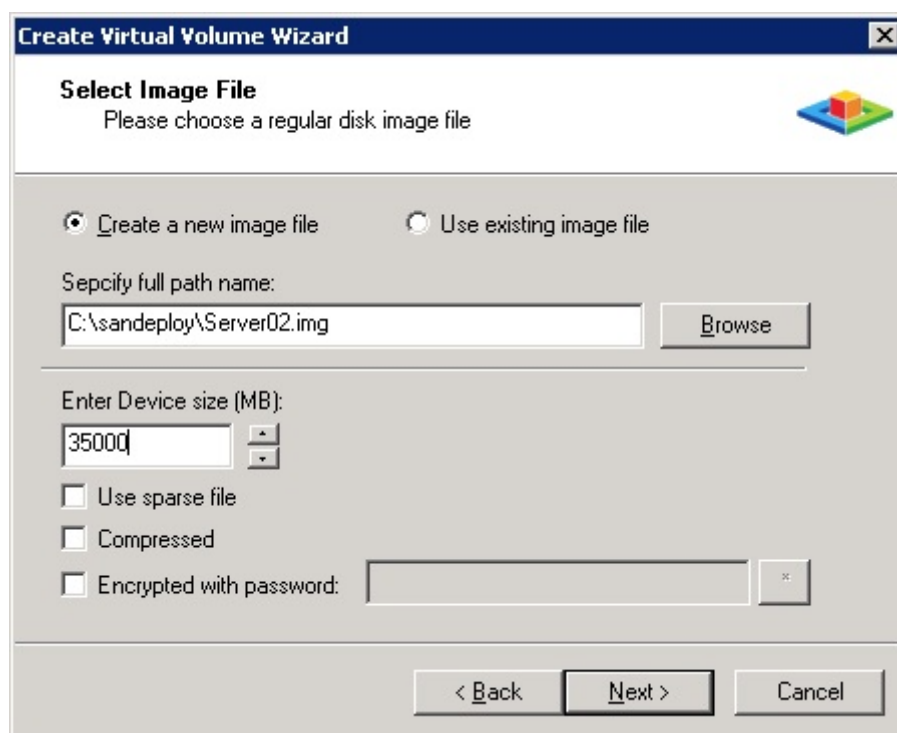 Create Virtual Volume Wizard
Select Image File
Please choose a regular disk image file
Create a new image file Use existing image file
Sepcify full path name:
C:\sandeploy\Server02.img Browse
Enter Device size (MB):
35000
Use sparse file
Compressed
Encrypted with password: *
< Back Next > Cancel